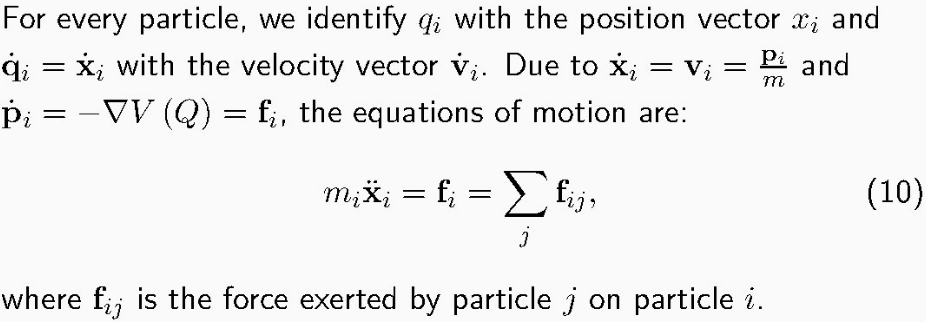 For every particle, we identify $q_i$ with the position vector $x_i$ and
$\dot{\mathbf{q}}_i = \dot{\mathbf{x}}_i$ with the velocity vector $\dot{\mathbf{v}}_i$. Due to $\dot{\mathbf{x}}_i = \mathbf{v}_i = \frac{\mathbf{p}_i}{m}$ and
$\dot{\mathbf{p}}_i = -\nabla V\,(Q) = \mathbf{f}_i$, the equations of motion are:
$m_i \ddot{\mathbf{x}}_i = \mathbf{f}_i = \sum_j \mathbf{f}_{ij},$ (10)
where $\mathbf{f}_{ij}$ is the force exerted by particle $j$ on particle $i$.